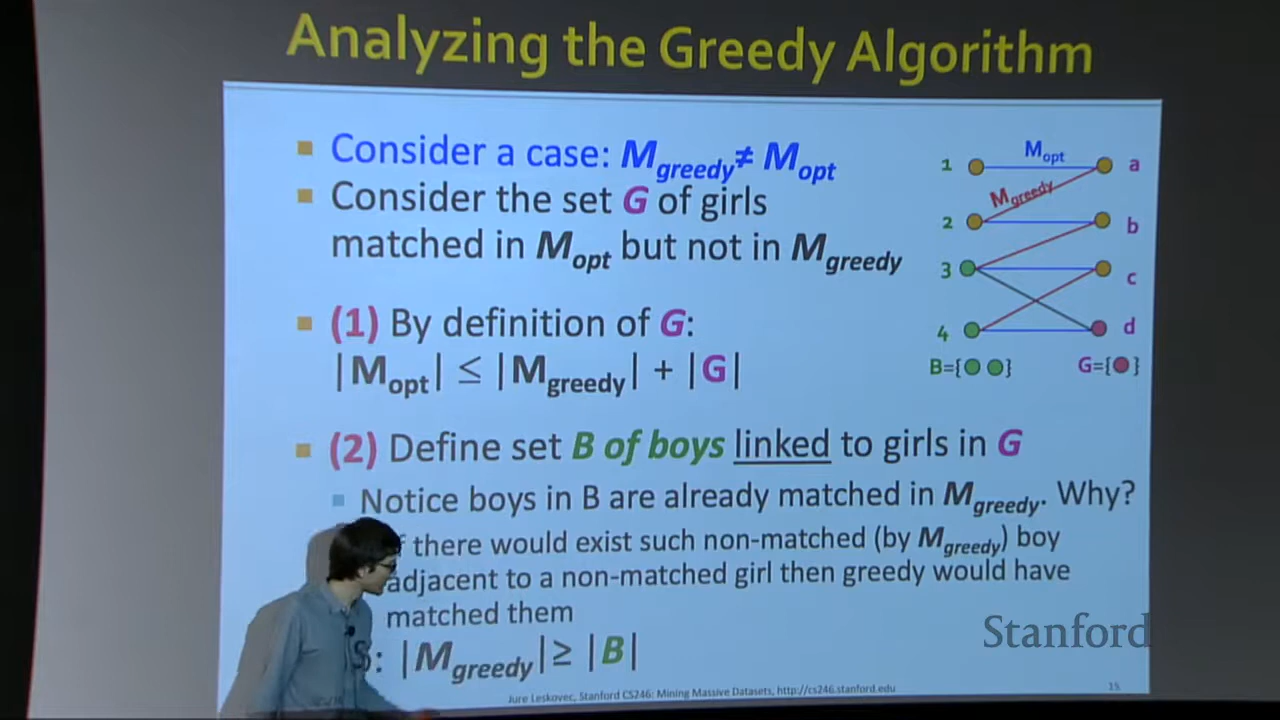 Analyzing the Greedy Algorithm
Consider a case: M_greedy ≠ M_opt
Consider the set G of girls
matched in M_opt but not in M_greedy
(1) By definition of G:
|M_opt| ≤ |M_greedy| + |G|
(2) Define set B of boys linked to girls in G
Notice boys in B are already matched in M_greedy. Why?
there would exist such non-matched (by M_greedy) boy
adjacent to a non-matched girl then greedy would have
matched them
: |M_greedy| ≥ |B|
1 M_opt a
M_greedy
2 b
3 c
4 d
B={ } G={ }
Stanford
Jure Leskovec, Stanford CS246: Mining Massive Datasets, http://cs246.stanford.edu
15